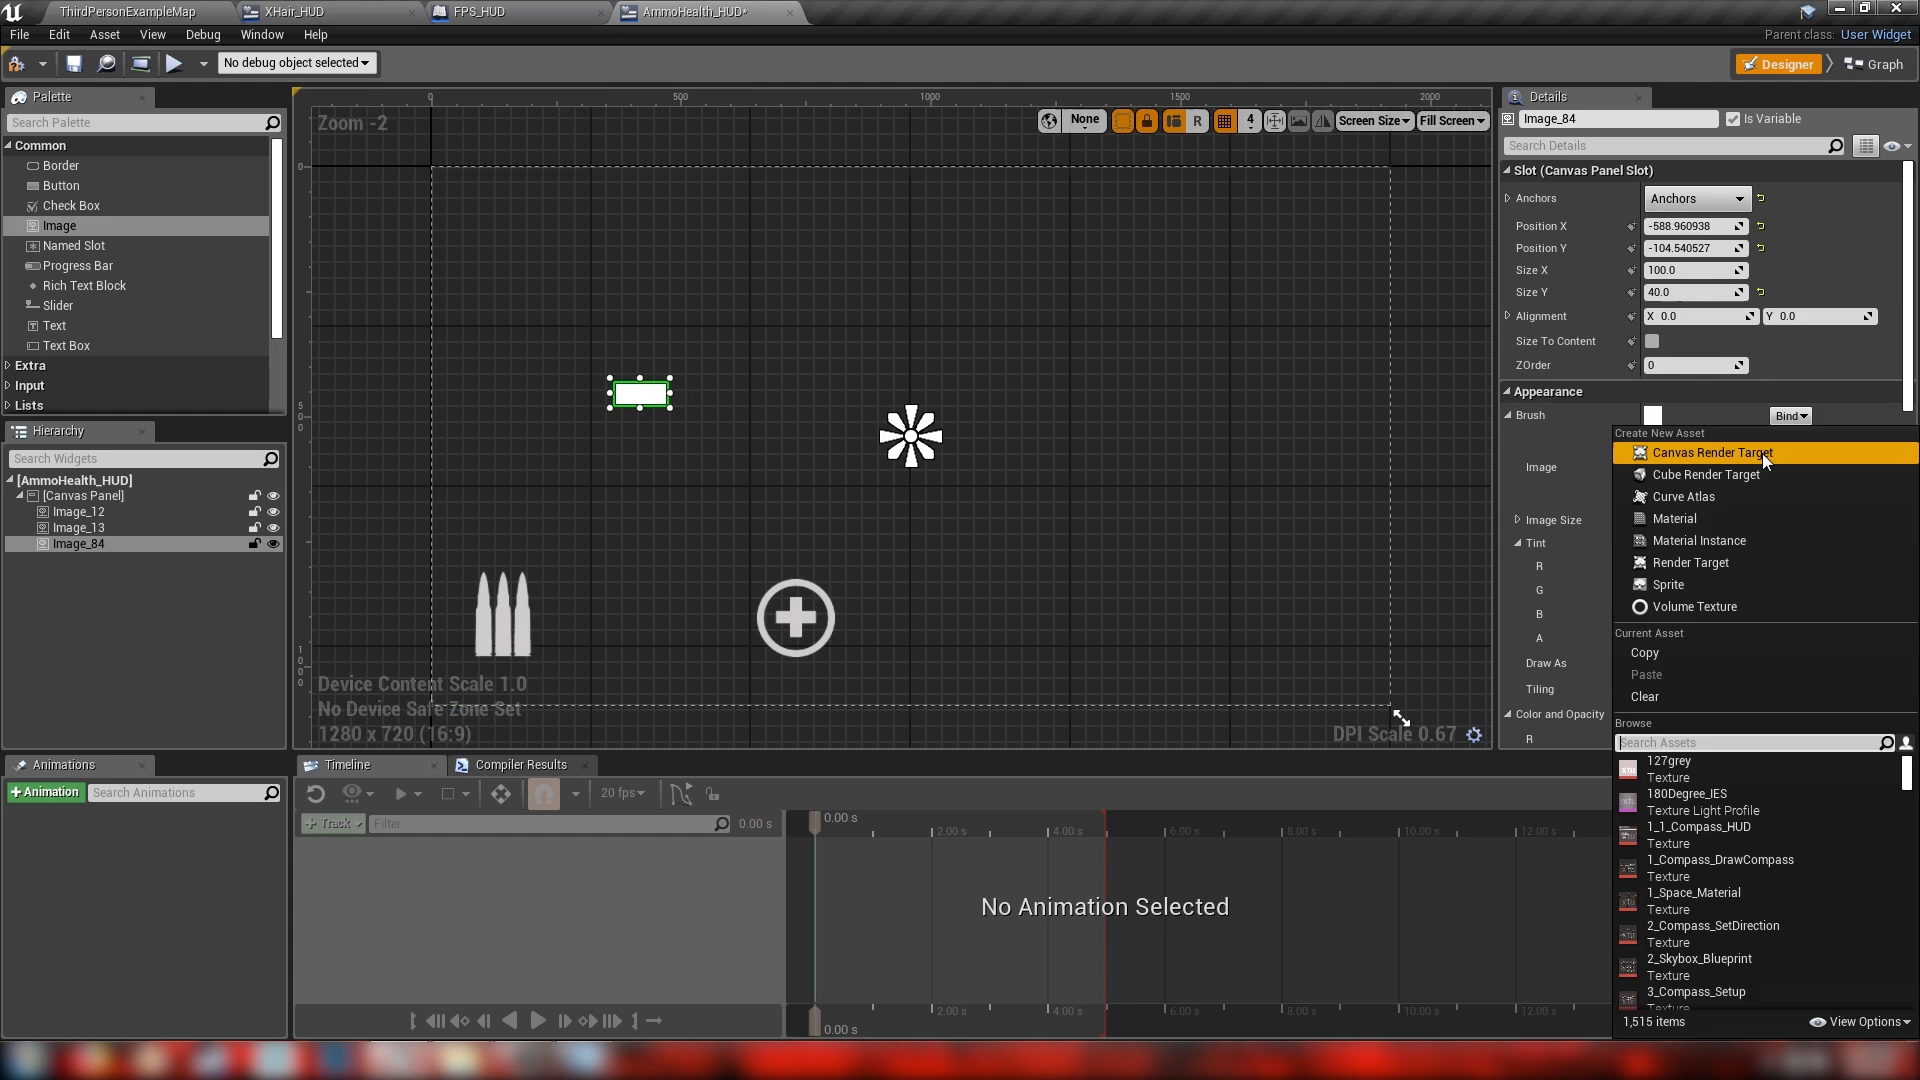 ThirdPersonExampleMap
XHair_HUD
FPS_HUD
AmmoHealth_HUD*
File Edit Asset View Debug Window Help
Parent class: User Widget
No debug object selected
Designer
Graph
Palette
Search Palette
Common
Border
Button
Check Box
Image
Named Slot
Progress Bar
Rich Text Block
Slider
Text
Text Box
Extra
Input
Lists
Hierarchy
Search Widgets
[AmmoHealth_HUD]
[Canvas Panel]
Image_12
Image_13
Image_84
0 500 1000 1500 2000
Zoom -2
None R 4 Screen Size Fill Screen
0
500
1000
Device Content Scale 1.0
No Device Safe Zone Set
1280 x 720 (16:9)
DPI Scale 0.67
Details
Image_84
Is Variable
Search Details
Slot (Canvas Panel Slot)
Anchors Anchors
Position X -588.960938
Position Y -104.540527
Size X 100.0
Size Y 40.0
Alignment X 0.0 Y 0.0
Size To Content
ZOrder 0
Appearance
Brush Bind
Image
Image Size
Tint
R
G
B
A
Draw As
Tiling
Color and Opacity
R
Create New Asset
Canvas Render Target
Cube Render Target
Curve Atlas
Material
Material Instance
Render Target
Sprite
Volume Texture
Current Asset
Copy
Paste
Clear
Browse
Search Assets
127grey
Texture
180Degree_IES
Texture Light Profile
1_1_Compass_HUD
Texture
1_Compass_DrawCompass
Texture
1_Space_Material
Texture
2_Compass_SetDirection
Texture
2_Skybox_Blueprint
Texture
3_Compass_Setup
Texture
1,515 items
View Options
Animations
+Animation
Search Animations
Timeline
Compiler Results
20 fps
+ Track
Filter
0.00 s
0.00 s
2.00 s 4.00 s 6.00 s 8.00 s 10.00 s 12.00 s
No Animation Selected
2.00 s 4.00 s 6.00 s 8.00 s 10.00 s 12.00 s
0.00 s